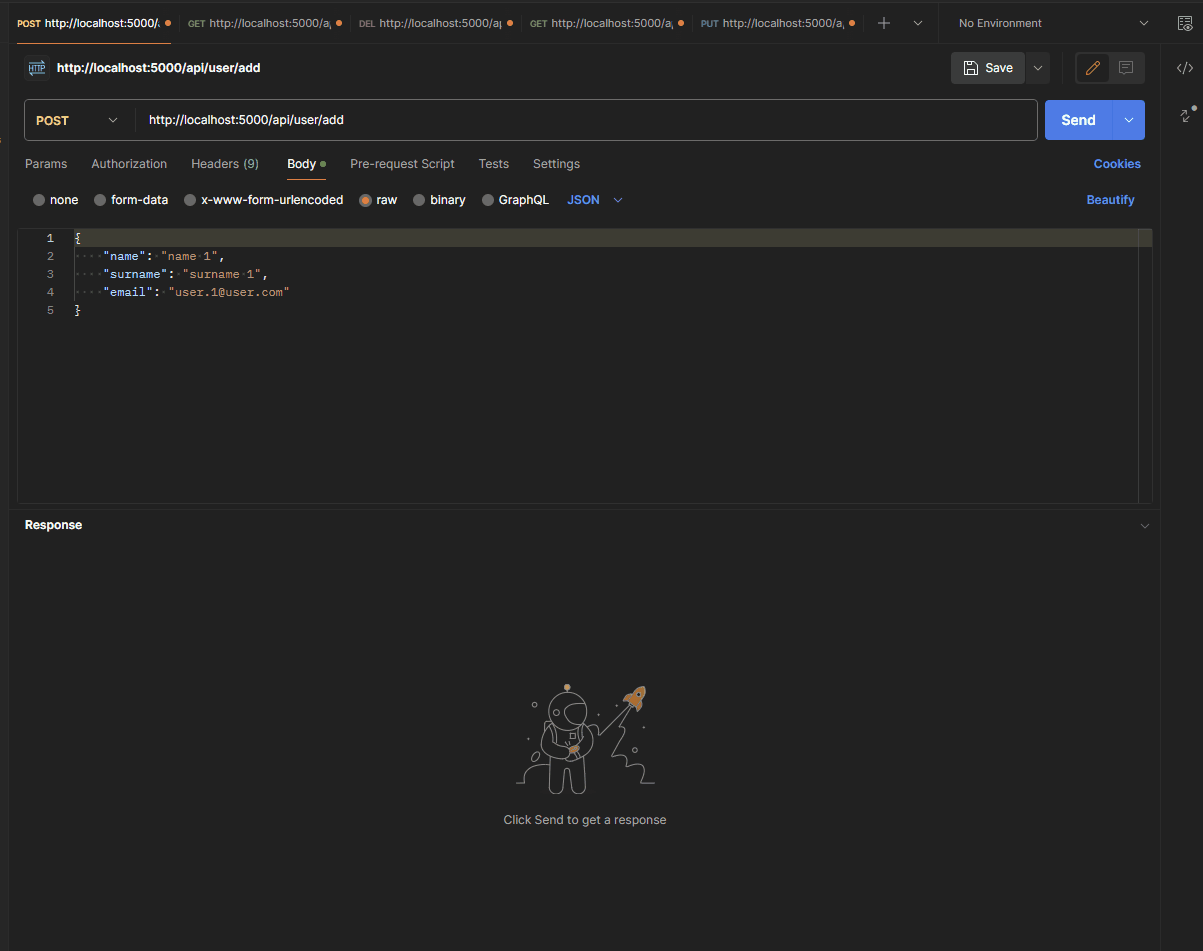 POST http://localhost:5000/ GET http://localhost:5000/a DEL http://localhost:5000/a GET http://localhost:5000/a PUT http://localhost:5000/a No Environment
HTTP http://localhost:5000/api/user/add Save
POST http://localhost:5000/api/user/add Send
Params Authorization Headers (9) Body Pre-request Script Tests Settings Cookies
none form-data x-www-form-urlencoded raw binary GraphQL JSON Beautify
1 {
2 "name": "name 1",
3 "surname": "surname 1",
4 "email": "user.1@user.com"
5 }
Response
Click Send to get a response